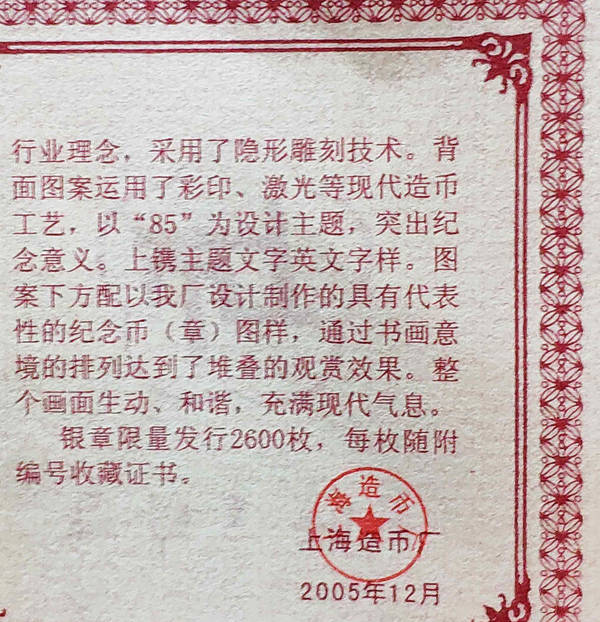 行业理念，采用了隐形雕刻技术。背
面图案运用了彩印、激光等现代造币
工艺，以“85”为设计主题，突出纪
念意义。上镌主题文字英文字样。图
案下方配以我厂设计制作的具有代表
性的纪念币（章）图样，通过书画意
境的排列达到了堆叠的观赏效果。整
个画面生动、和谐，充满现代气息。
银章限量发行2600枚，每枚随附
编号收藏证书。
海造币
上海造币厂
2005年12月